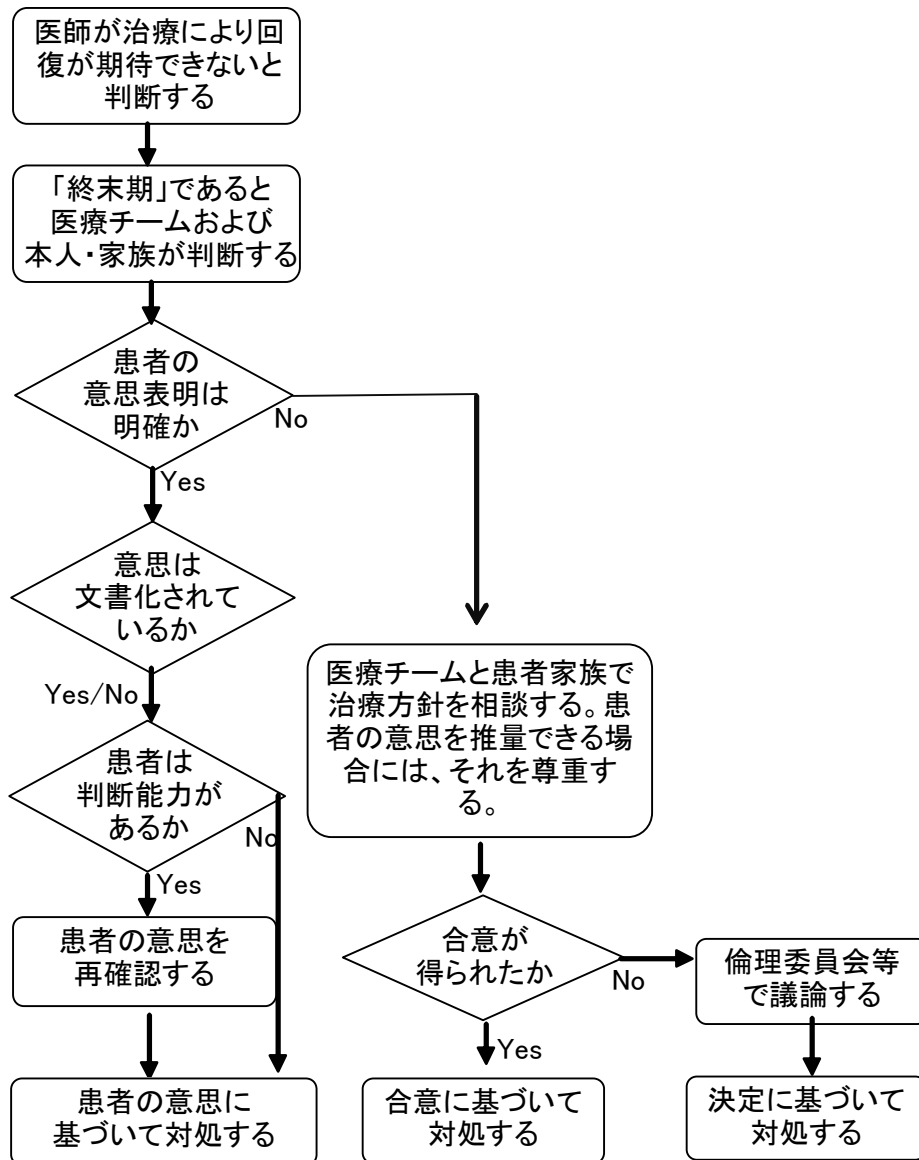 医師が治療により回
復が期待できないと
判断する
「終末期」であると
医療チームおよび
本人・家族が判断する
患者の
意思表明は
明確か
No
Yes
意思は
文書化されて
いるか
Yes/No
患者は
判断能力が
あるか
No
Yes
患者の意思を
再確認する
患者の意思に
基づいて対処する
医療チームと患者家族で
治療方針を相談する。患
者の意思を推量できる場
合には、それを尊重す
る。
合意が
得られたか
No
Yes
合意に基づいて
対処する
倫理委員会等
で議論する
決定に基づいて
対処する